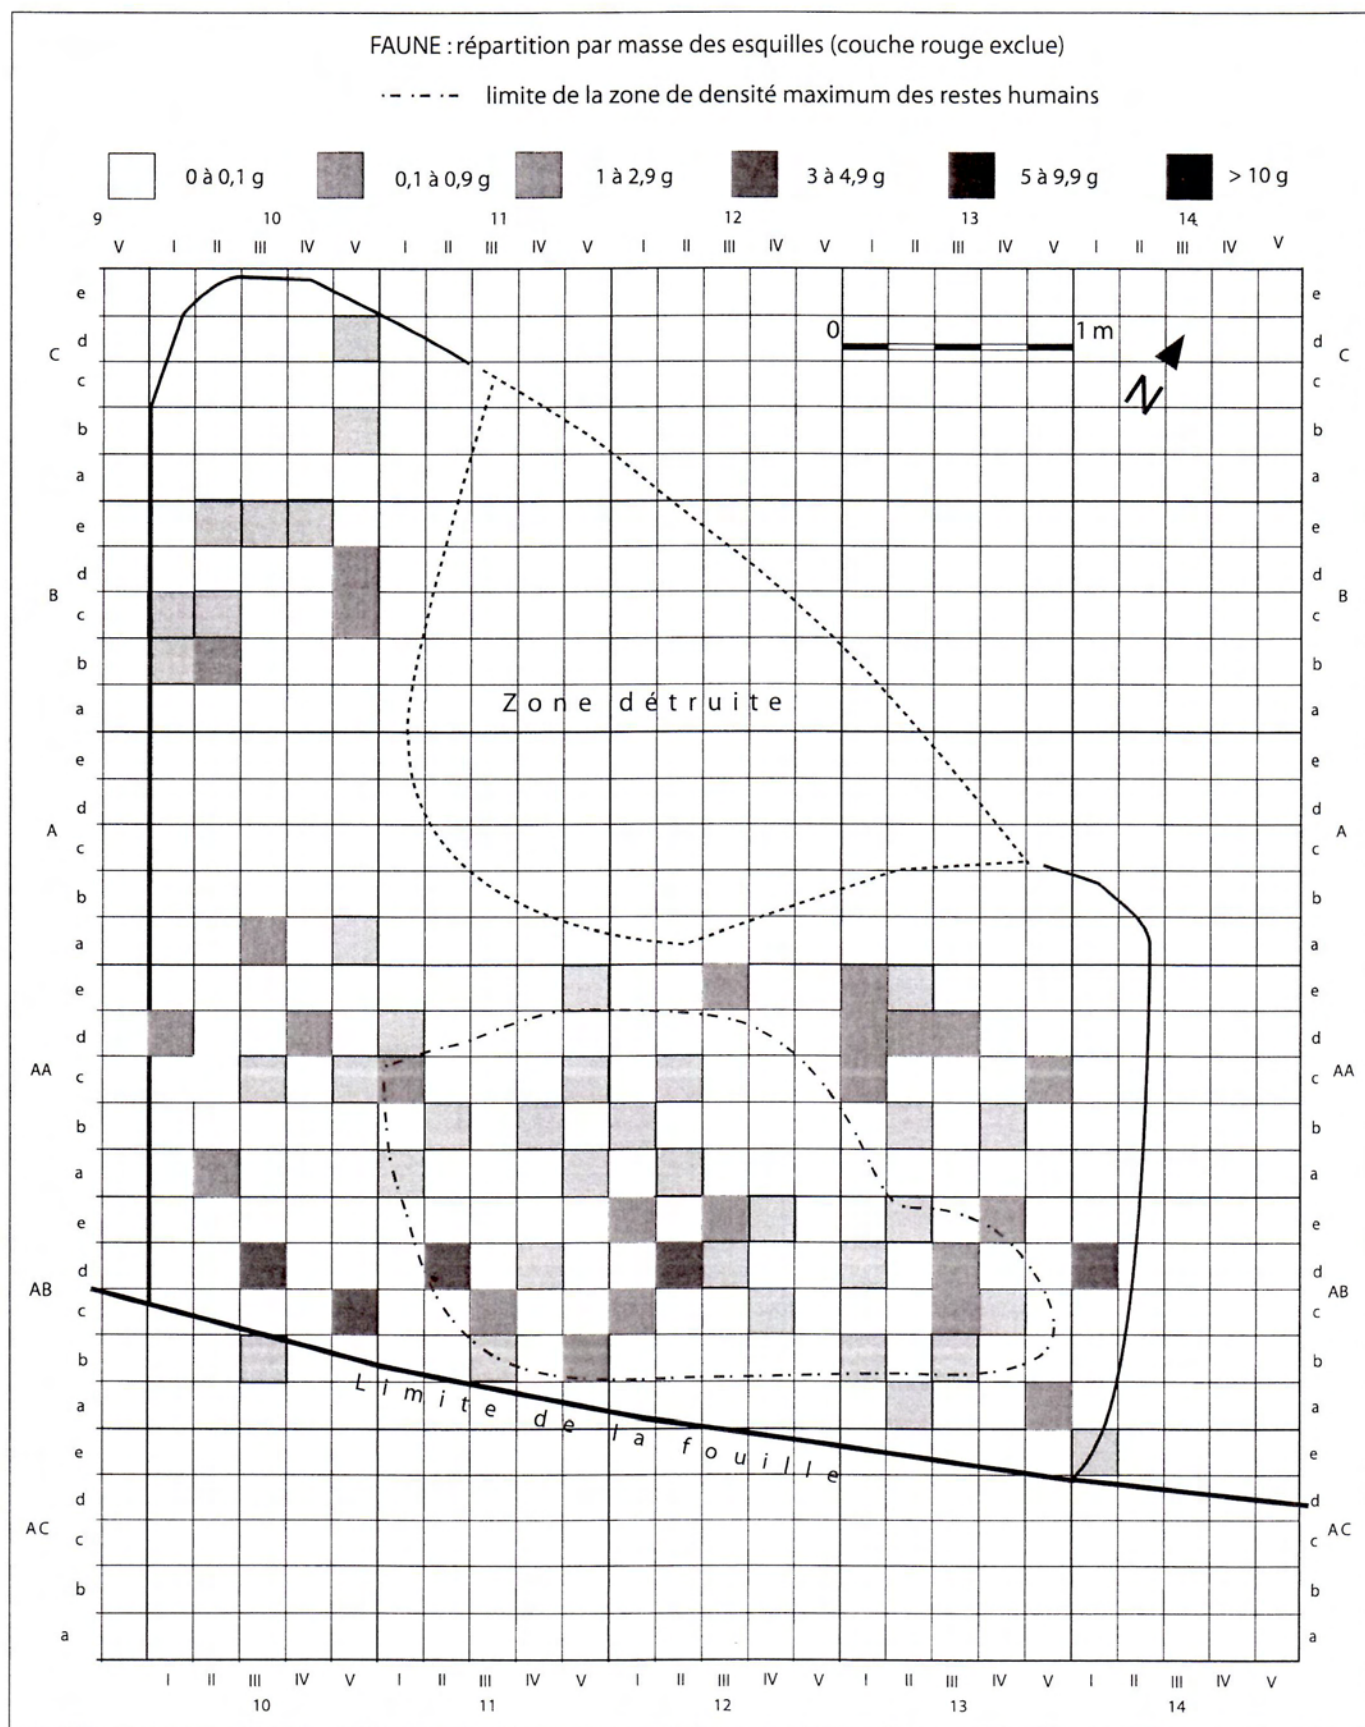 FAUNE : répartition par masse des esquilles (couche rouge exclue)
limite de la zone de densité maximum des restes humains
0 à 0,1 g 0,1 à 0,9 g 1 à 2,9 g 3 à 4,9 g 5 à 9,9 g > 10 g
9 10 11 12 13 14
V I II III IV V I II III IV V I II III IV V I II III IV V I II III IV V
e e
0 1 m
d d
C C
c c
N
b b
a a
e e
d d
B B
c c
b b
Zone détruite
a a
e e
d d
A A
c c
b b
a a
e e
d d
AA c c AA
b b
a a
e e
d d
AB AB
c c
b b
Limite de la fouille
a a
e e
d d
AC AC
c c
b b
a a
I II III IV V I II III IV V I II III IV V I II III IV V I II III IV V
10 11 12 13 14